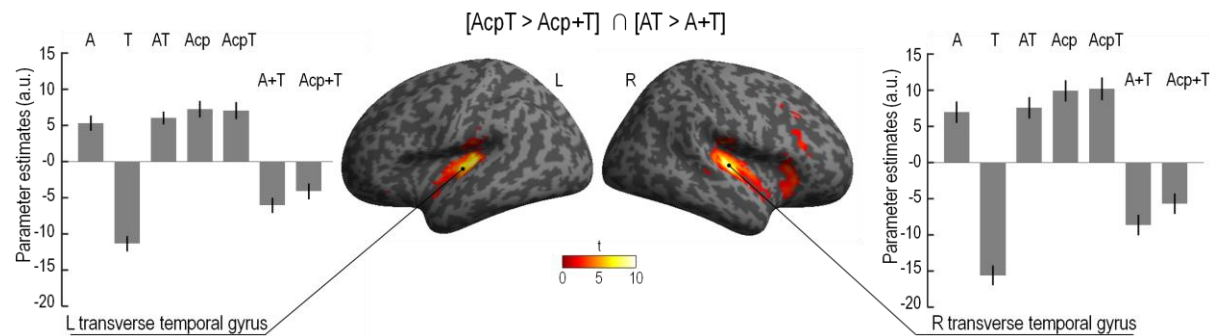 [AcpT > Acp+T] ∩ [AT > A+T]
A T AT Acp AcpT
A+T Acp+T
Parameter estimates (a.u.)
15
10
5
-0
-5
-10
-15
-20
L transverse temporal gyrus
L R
t
0 5 10
A T AT Acp AcpT
A+T Acp+T
Parameter estimates (a.u.)
15
10
5
-0
-5
-10
-15
-20
R transverse temporal gyrus